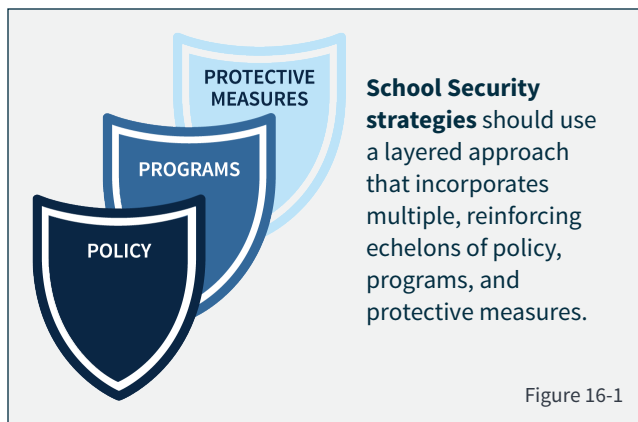 PROTECTIVE
MEASURES
PROGRAMS
POLICY
School Security
strategies should use
a layered approach
that incorporates
multiple, reinforcing
echelons of policy,
programs, and
protective measures.
Figure 16-1